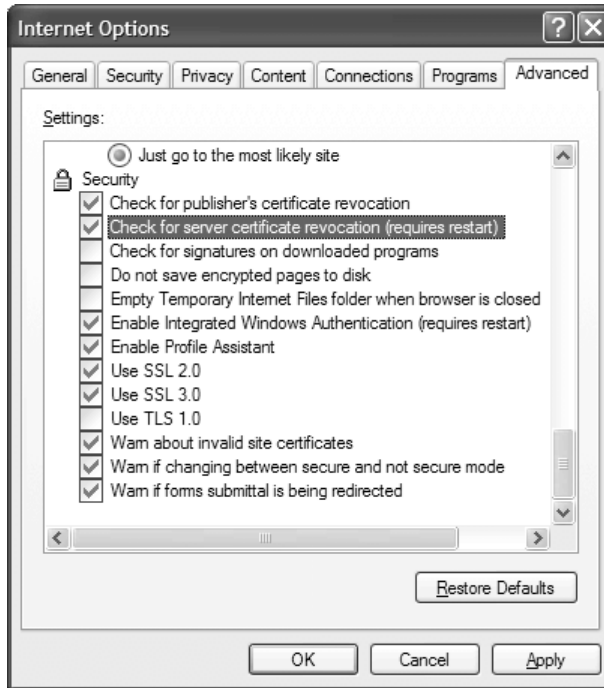 Internet Options
General Security Privacy Content Connections Programs Advanced
Settings:
Just go to the most likely site
Security
Check for publisher's certificate revocation
Check for server certificate revocation (requires restart)
Check for signatures on downloaded programs
Do not save encrypted pages to disk
Empty Temporary Internet Files folder when browser is closed
Enable Integrated Windows Authentication (requires restart)
Enable Profile Assistant
Use SSL 2.0
Use SSL 3.0
Use TLS 1.0
Warn about invalid site certificates
Warn if changing between secure and not secure mode
Warn if forms submittal is being redirected
Restore Defaults
OK Cancel Apply